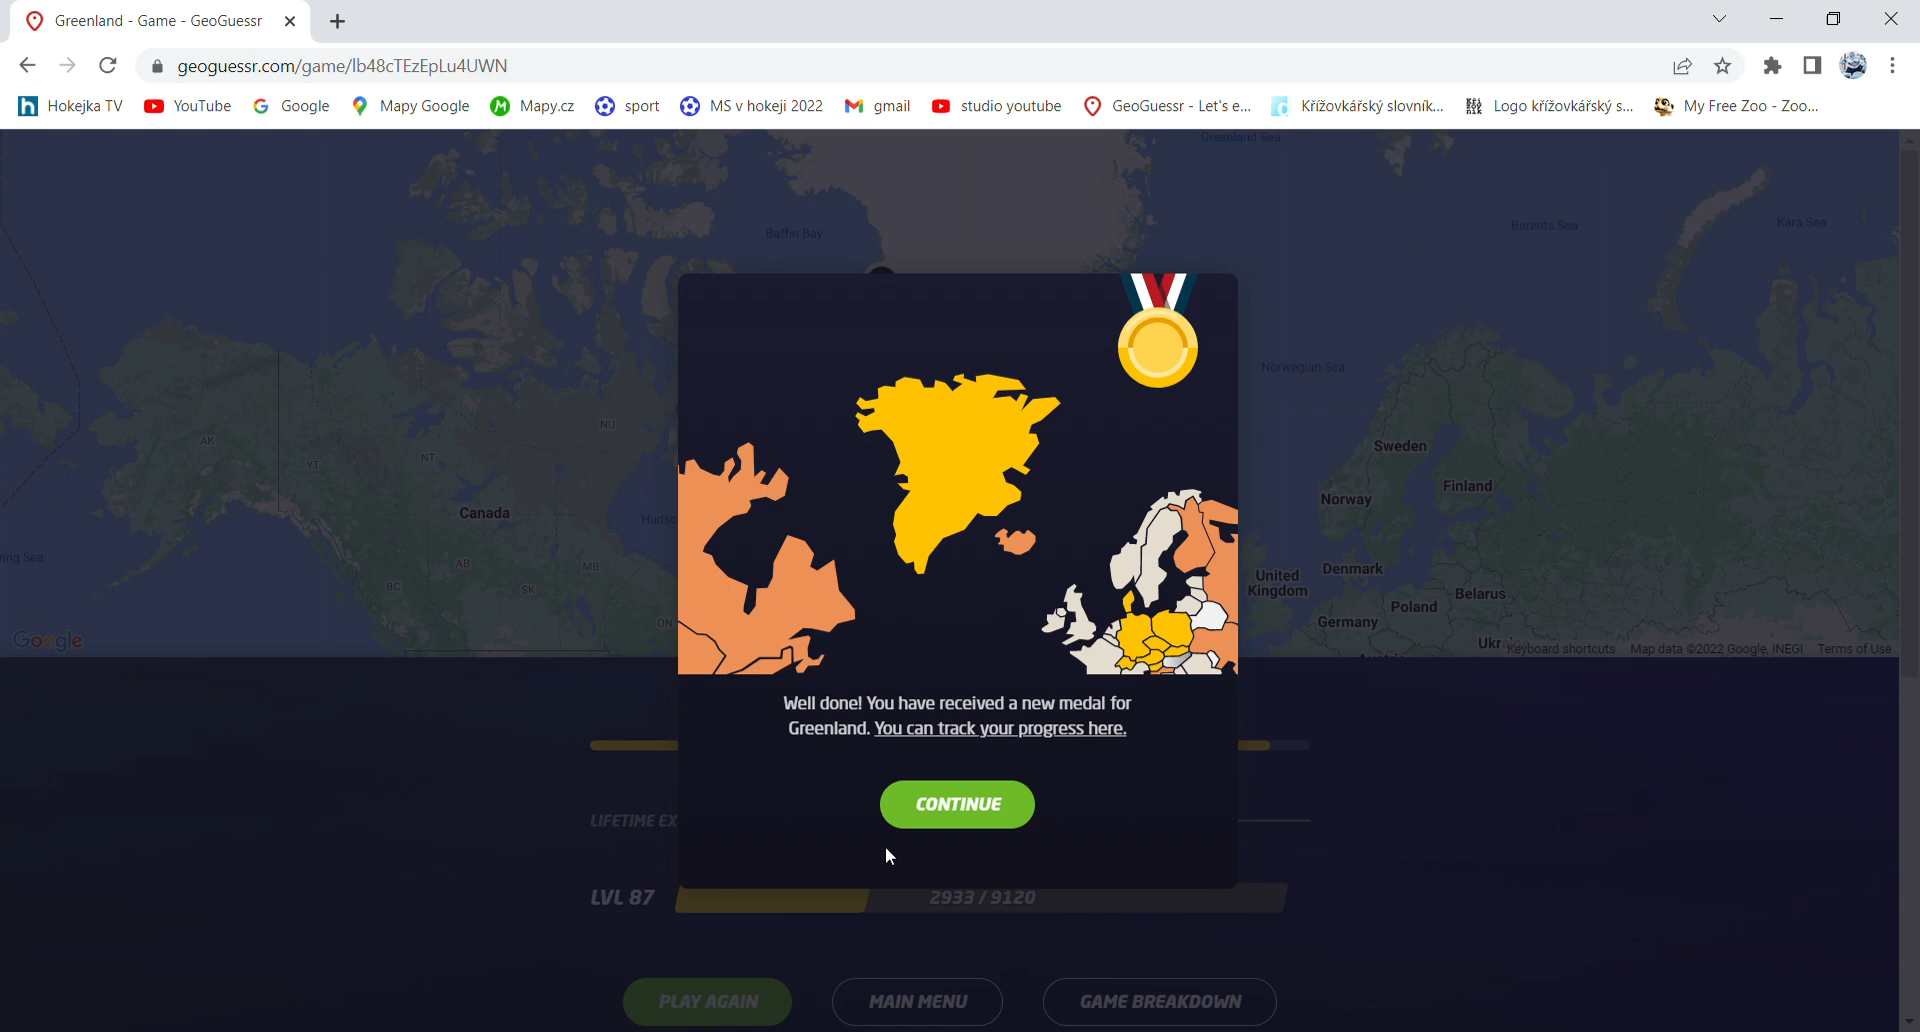 Greenland - Game - GeoGuessr
geoguessr.com/game/lb48cTEzEpLu4UWN
Hokejka TV YouTube Google Mapy Google Mapy.cz sport MS v hokeji 2022 gmail studio youtube GeoGuessr - Let's e... Křížovkářský slovník... Logo křížovkářský s... My Free Zoo - Zoo...
Greenland Sea
Baffin Bay
Barents Sea
Kara Sea
Norwegian Sea
NU
AK
YT
NT
Sweden
Finland
Norway
Canada
Hudso
ring Sea
AB
BC
SK
MB
ON
United
Kingdom
Denmark
Poland
Belarus
Germany
Ukr
Google
Keyboard shortcuts Map data ©2022 Google, INEGI Terms of Use
Well done! You have received a new medal for
Greenland. You can track your progress here.
CONTINUE
LIFETIME EX
LVL 87
2933 / 9120
PLAY AGAIN MAIN MENU GAME BREAKDOWN